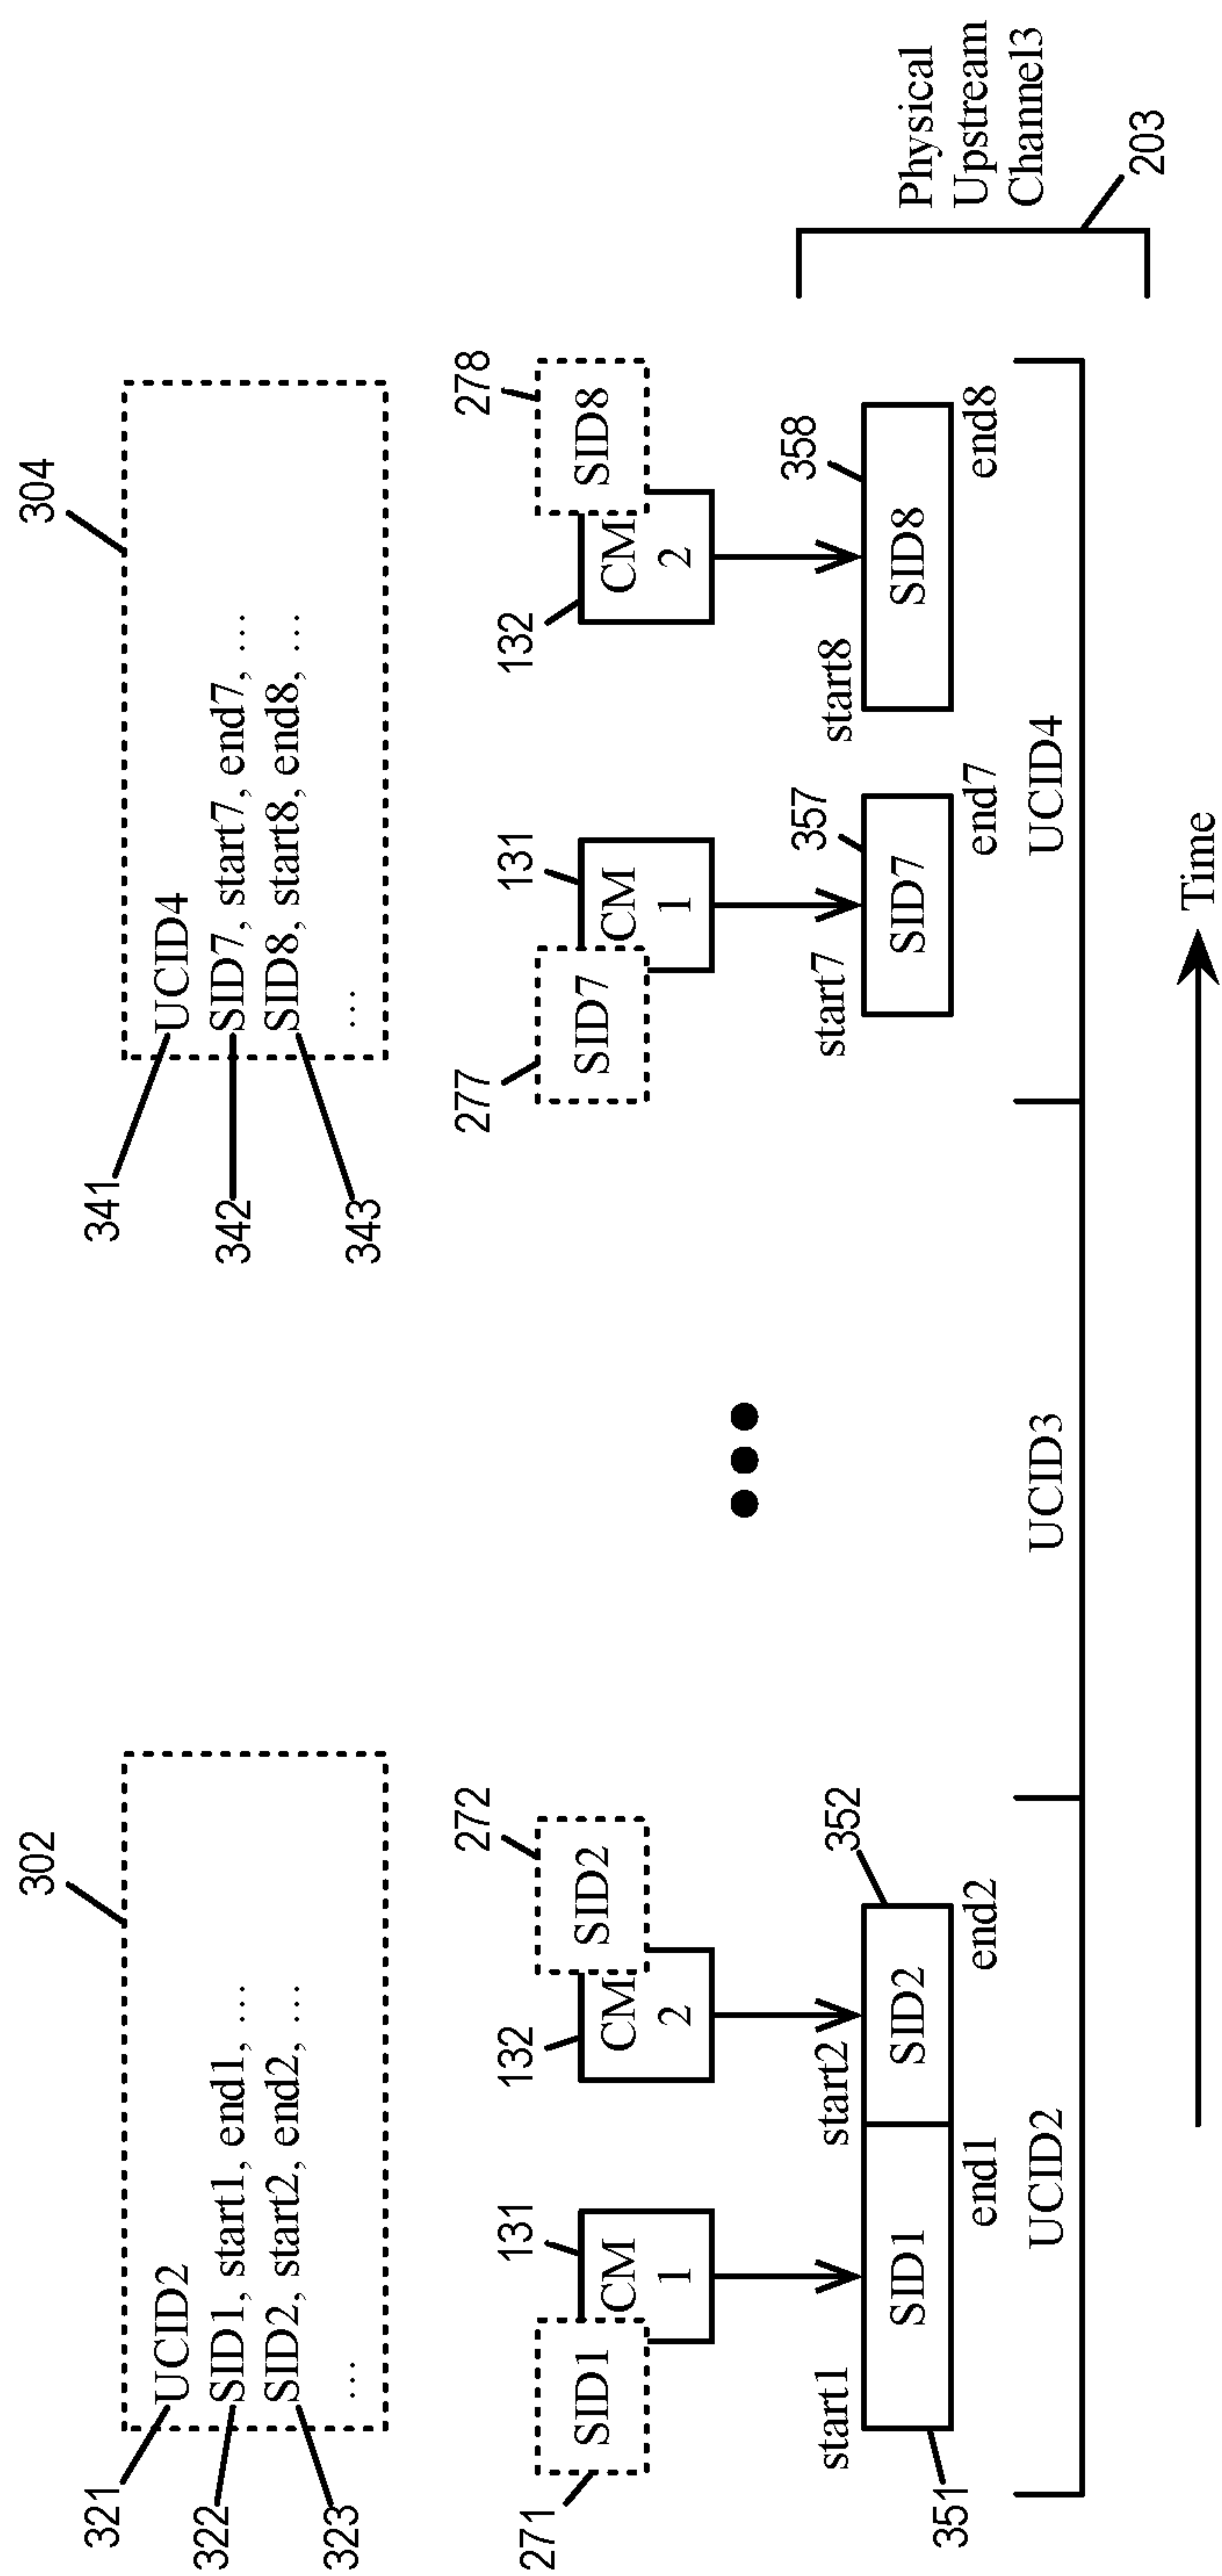 302
304
321
UCID2
322
SID1, start1, end1, ...
323
SID2, start2, end2, ...
...
341
UCID4
342
SID7, start7, end7, ...
343
SID8, start8, end8, ...
...
271
SID1
131
CM
1
132
CM
2
272
SID2
277
SID7
131
CM
1
132
CM
2
278
SID8
start1
351
SID1
end1
start2
352
SID2
end2
start7
357
SID7
end7
start8
358
SID8
end8
UCID2
UCID3
UCID4
Physical
Upstream
Channel3
203
Time